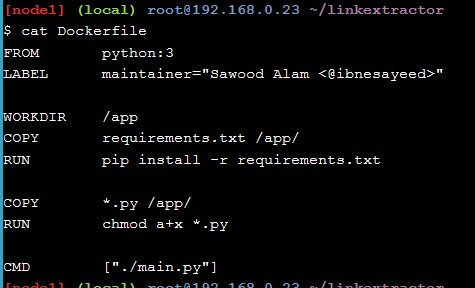 [node1] (local) root@192.168.0.23 ~/linkextractor
$ cat Dockerfile
FROM python:3
LABEL maintainer="Sawood Alam <@ibnesayeed>"
WORKDIR /app
COPY requirements.txt /app/
RUN pip install -r requirements.txt
COPY *.py /app/
RUN chmod a+x *.py
CMD ["./main.py"]
[node1] (local) root@192.168.0.23 ~/linkextractor